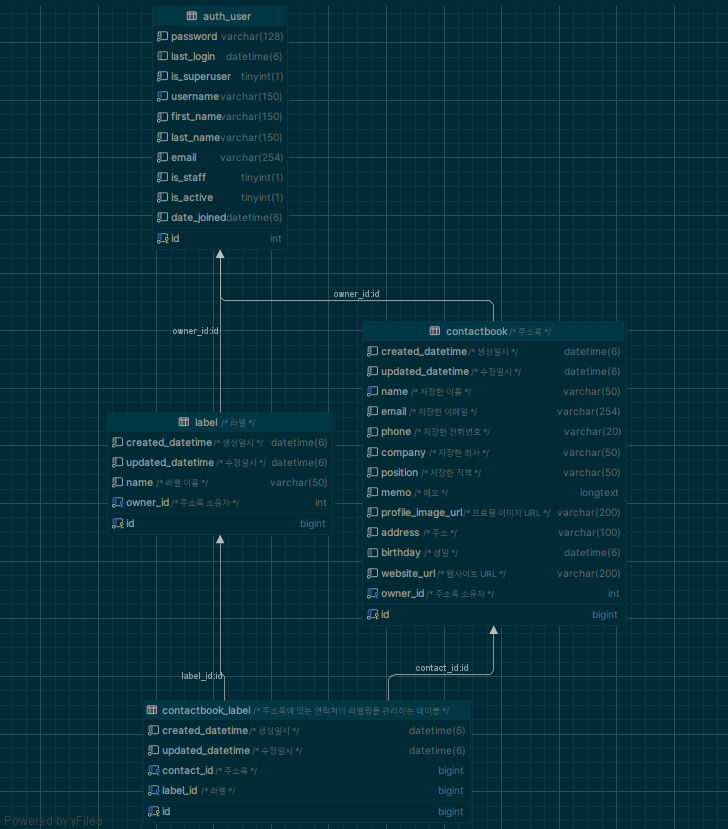 auth_user
password varchar(128)
last_login datetime(6)
is_superuser tinyint(1)
username varchar(150)
first_name varchar(150)
last_name varchar(150)
email varchar(254)
is_staff tinyint(1)
is_active tinyint(1)
date_joined datetime(6)
id int
owner_id:id
owner_id:id
contactbook /* 주소록 */
created_datetime /* 생성일시 */ datetime(6)
updated_datetime /* 수정일시 */ datetime(6)
name /* 저장한 이름 */ varchar(50)
email /* 저장한 이메일 */ varchar(254)
phone /* 저장한 전화번호 */ varchar(20)
company /* 저장한 회사 */ varchar(50)
position /* 저장한 직책 */ varchar(50)
memo /* 메모 */ longtext
profile_image_url /* 프로필 이미지 URL */ varchar(200)
address /* 주소 */ varchar(100)
birthday /* 생일 */ datetime(6)
website_url /* 웹사이트 URL */ varchar(200)
owner_id /* 주소록 소유자 */ int
id bigint
label /* 라벨 */
created_datetime /* 생성일시 */ datetime(6)
updated_datetime /* 수정일시 */ datetime(6)
name /* 라벨 이름 */ varchar(50)
owner_id /* 주소록 소유자 */ int
id bigint
label_id:id
contact_id:id
contactbook_label /* 주소록에 있는 연락처의 라벨링을 관리하는 테이블 */
created_datetime /* 생성일시 */ datetime(6)
updated_datetime /* 수정일시 */ datetime(6)
contact_id /* 주소록 */ bigint
label_id /* 라벨 */ bigint
id bigint
Powered by yFiles